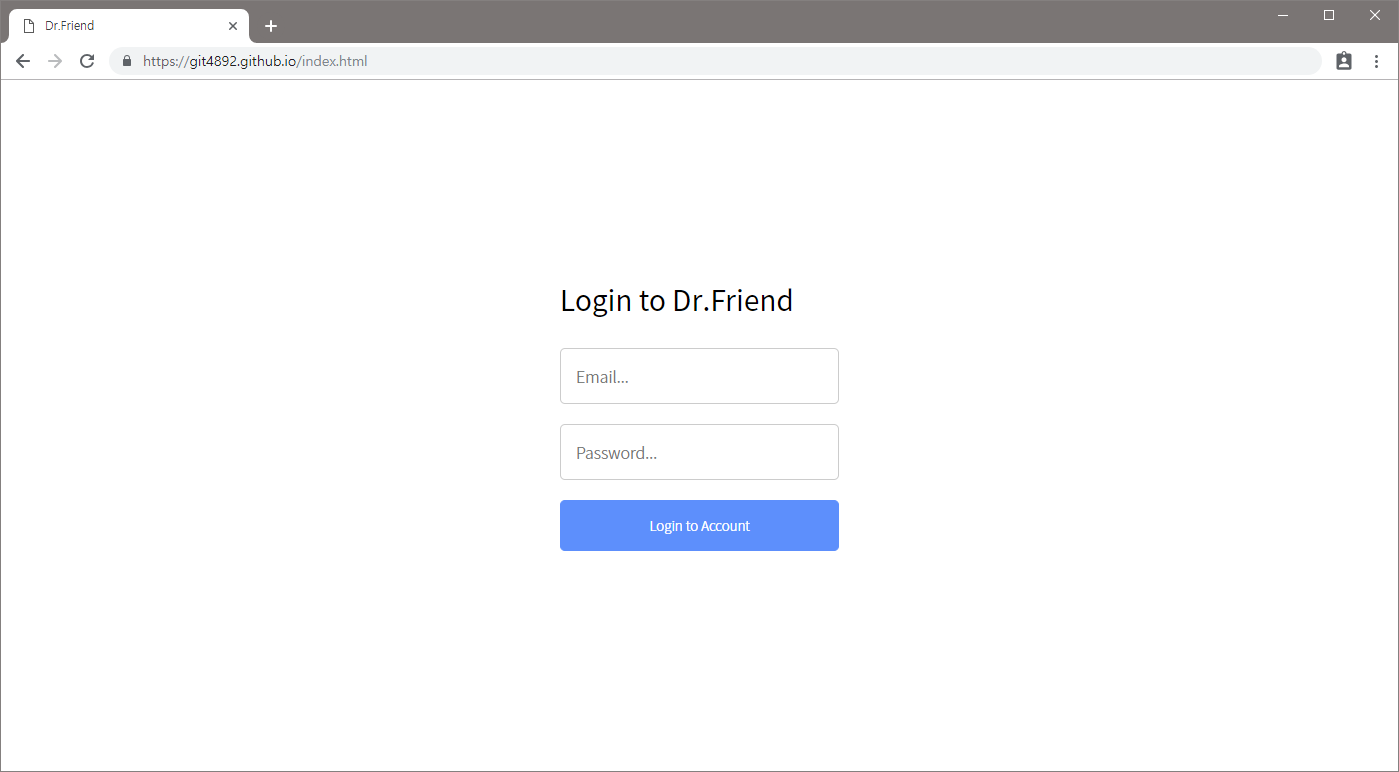 Dr.Friend
https://git4892.github.io/index.html
Login to Dr.Friend
Email...
Password...
Login to Account